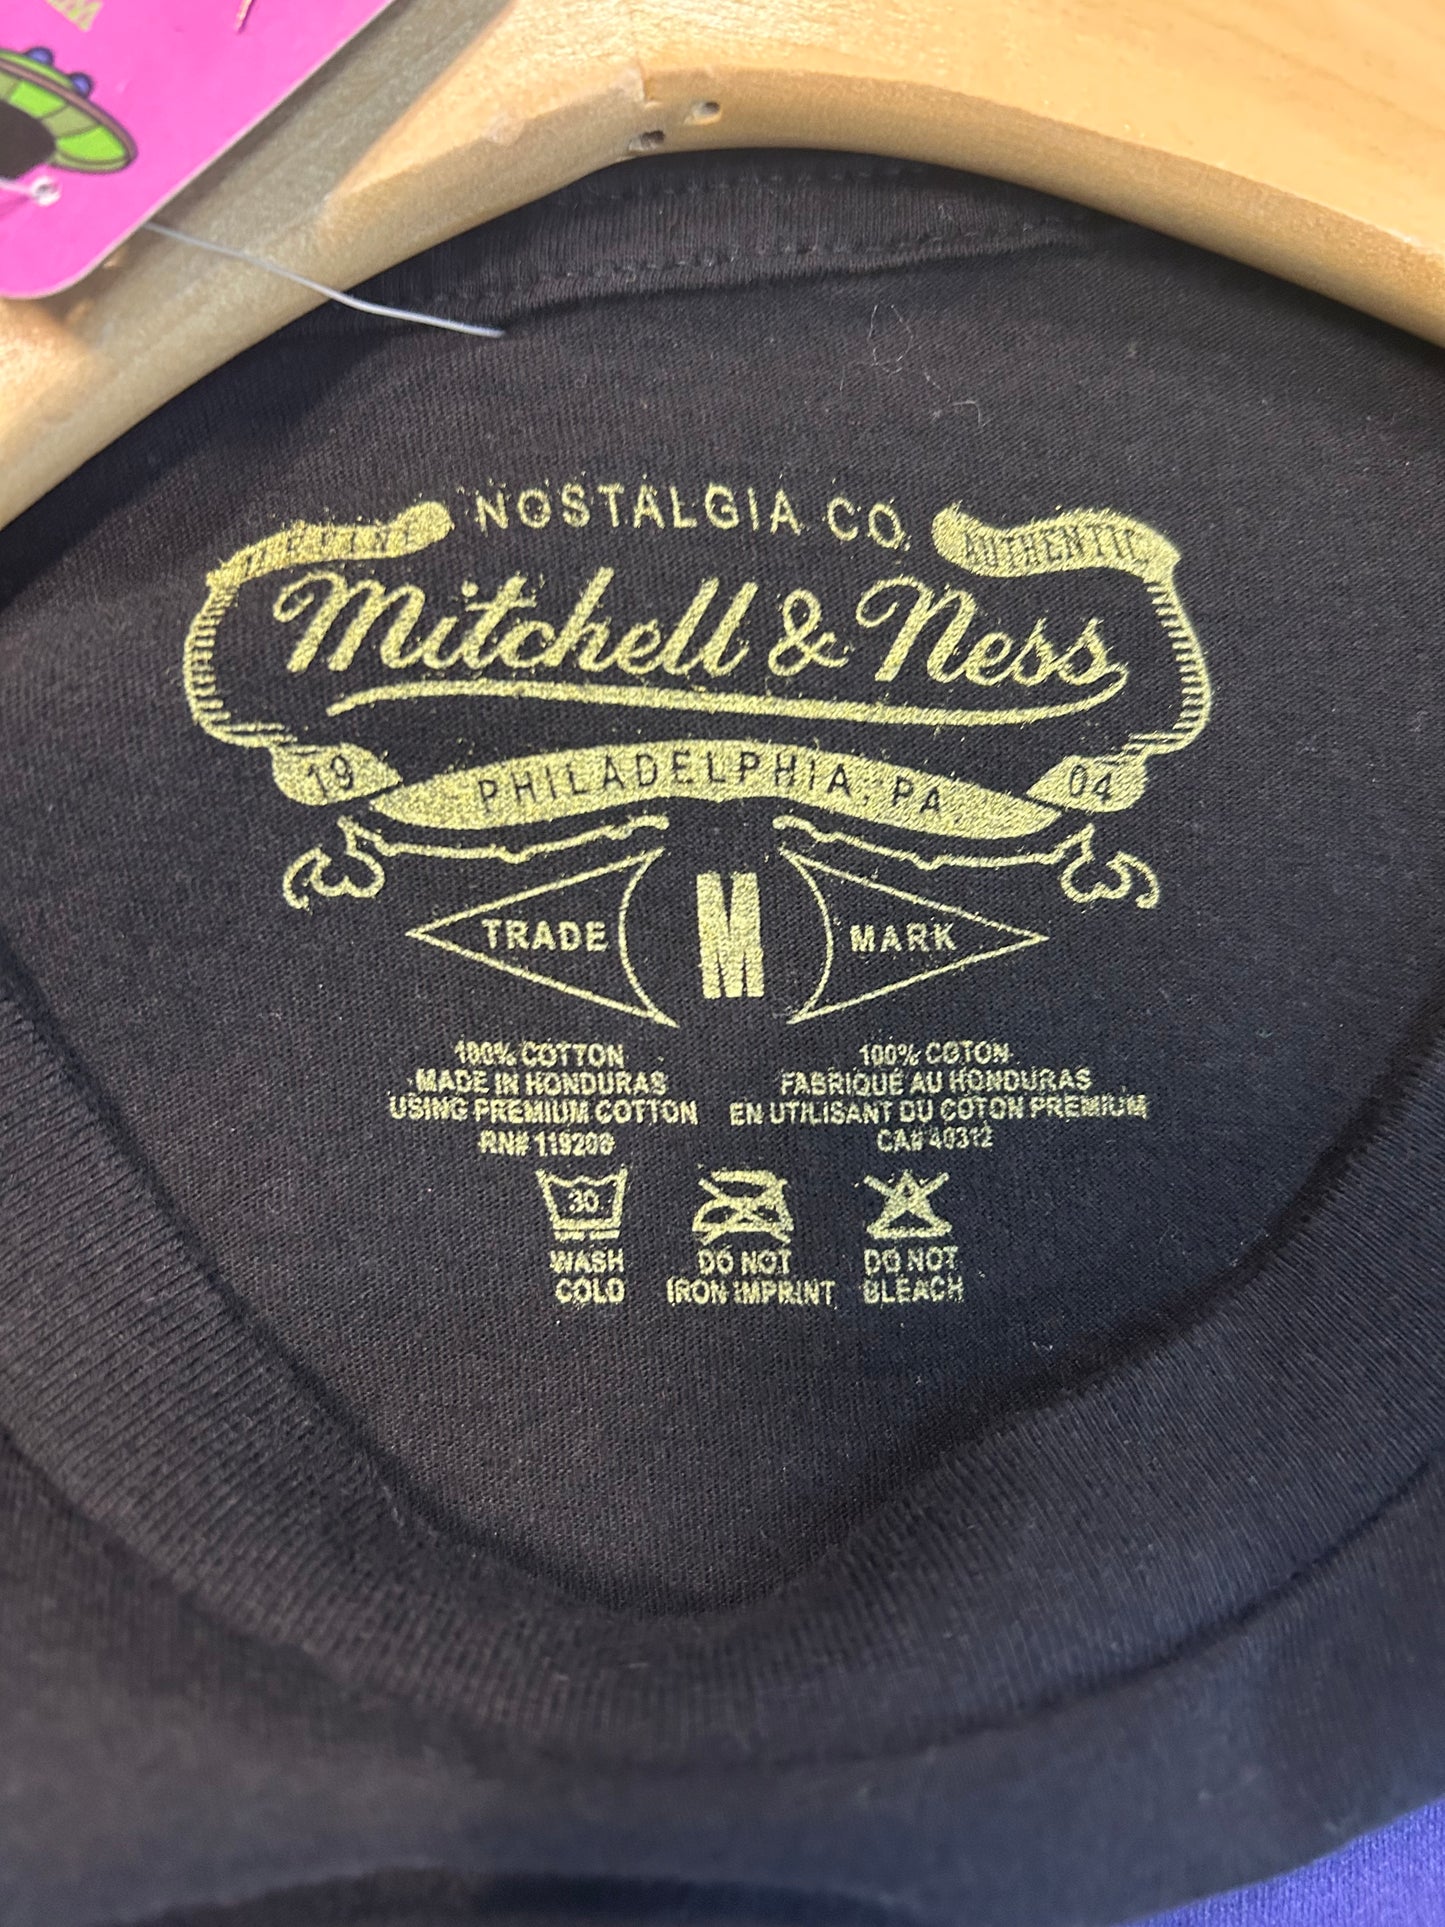 NOSTALGIA CO.
AUTHENTIC
Mitchell & Ness
19 PHILADELPHIA, PA. 04
TRADE M MARK
100% COTTON
MADE IN HONDURAS
USING PREMIUM COTTON
RN# 119200
100% COTON
FABRIQUÉ AU HONDURAS
EN UTILISANT DU COTON PREMIUM
CA# 40312
30
WASH
COLD
DO NOT
IRON IMPRINT
DO NOT
BLEACH